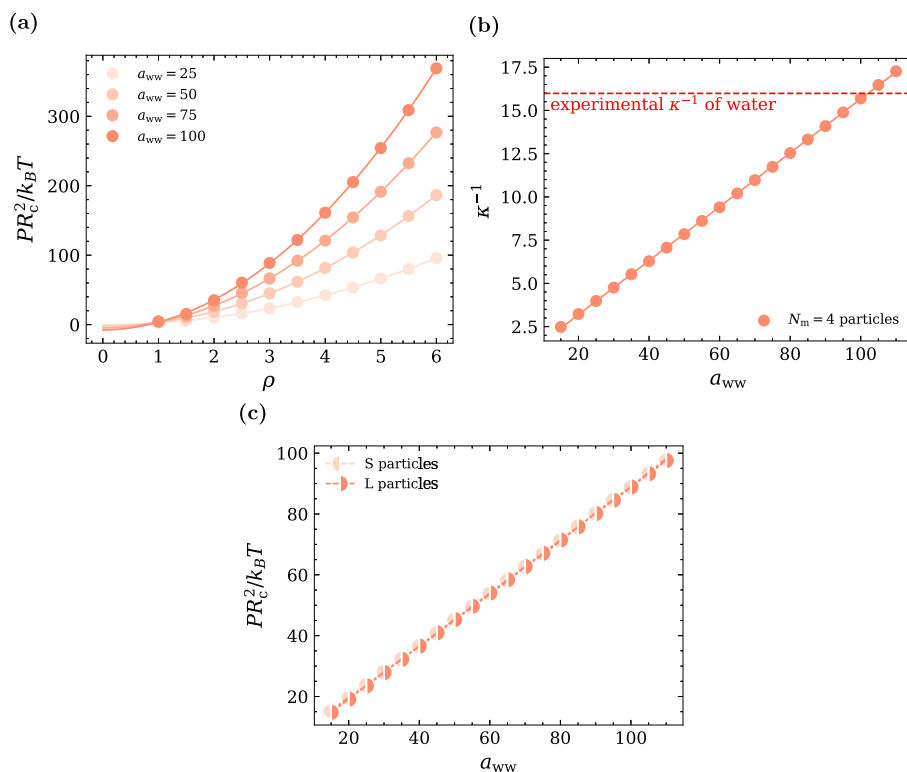 (a)
PR_c^2/k_BT
300
200
100
0
a_ww = 25
a_ww = 50
a_ww = 75
a_ww = 100
0 1 2 3 4 5 6
ρ
(b)
κ^−1
17.5
15.0
12.5
10.0
7.5
5.0
2.5
experimental κ^−1 of water
N_m = 4 particles
20 40 60 80 100
a_ww
(c)
PR_c^2/k_BT
100
80
60
40
20
S particles
L particles
20 40 60 80 100
a_ww